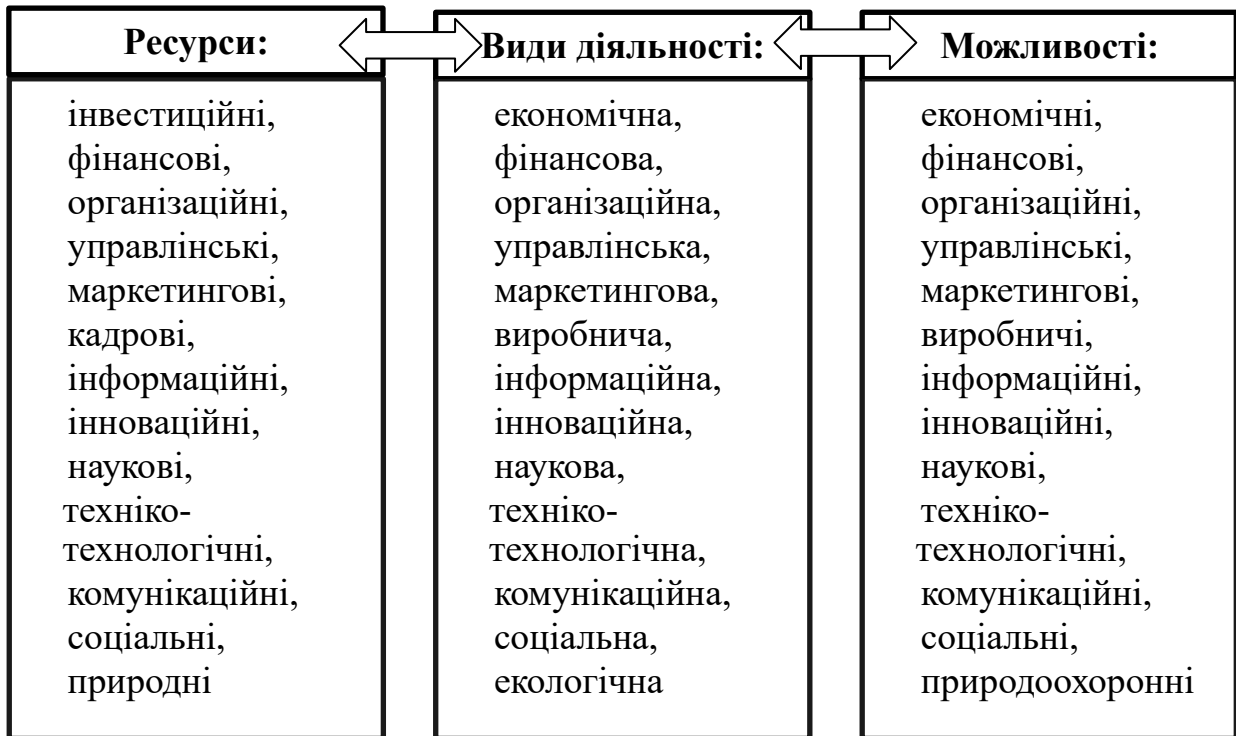 Ресурси:
інвестиційні,
фінансові,
організаційні,
управлінські,
маркетингові,
кадрові,
інформаційні,
інноваційні,
наукові,
техніко-
технологічні,
комунікаційні,
соціальні,
природні
Види діяльності:
економічна,
фінансова,
організаційна,
управлінська,
маркетингова,
виробнича,
інформаційна,
інноваційна,
наукова,
техніко-
технологічна,
комунікаційна,
соціальна,
екологічна
Можливості:
економічні,
фінансові,
організаційні,
управлінські,
маркетингові,
виробничі,
інформаційні,
інноваційні,
наукові,
техніко-
технологічні,
комунікаційні,
соціальні,
природоохоронні